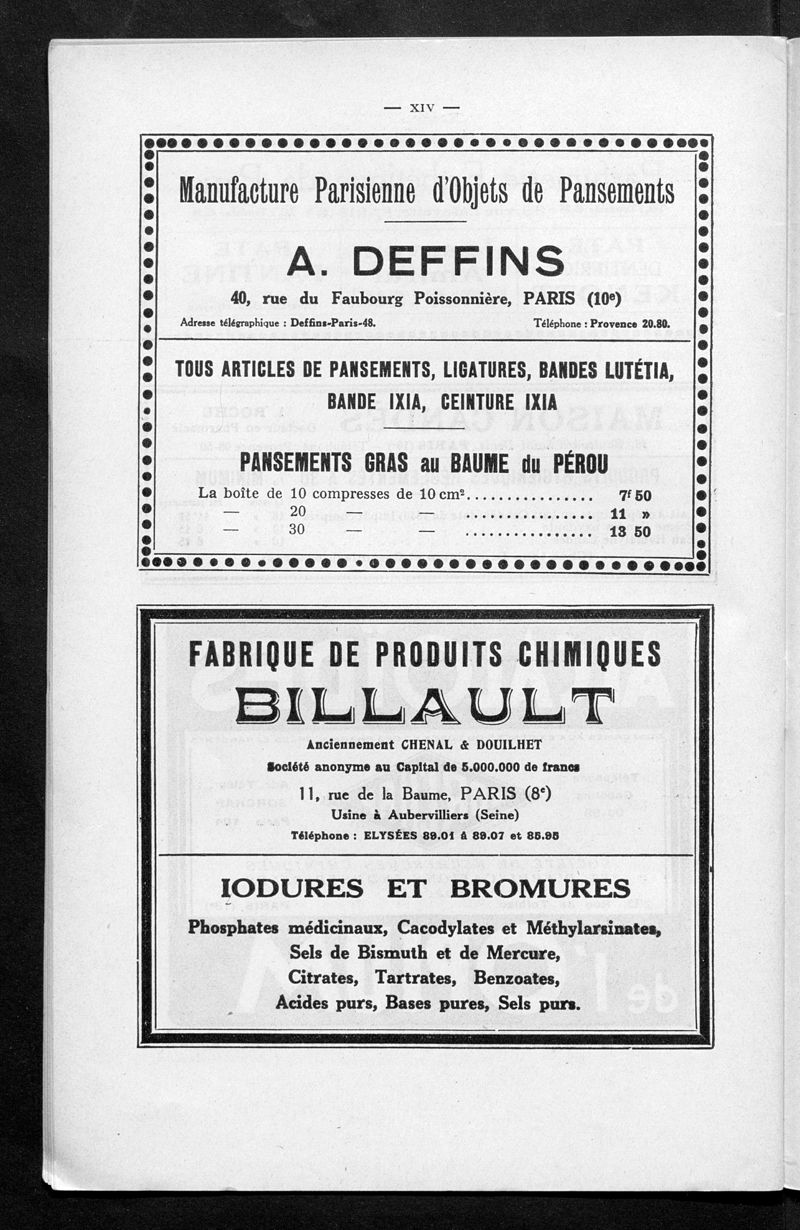 — XIV —
Manufacture Parisienne d'Objets de Pansements
A. DEFFINS
40, rue du Faubourg Poissonnière, PARIS (10e)
Adresse télégraphique : Deffins-Paris-48. Téléphone : Provence 20.80.
TOUS ARTICLES DE PANSEMENTS, LIGATURES, BANDES LUTÉTIA,
BANDE IXIA, CEINTURE IXIA
PANSEMENTS GRAS au BAUME du PÉROU
La boîte de 10 compresses de 10 cm²................ 7f 50
— 20 — — ................ 11 »
— 30 — — ................ 13 50
FABRIQUE DE PRODUITS CHIMIQUES
BILLAULT
Anciennement CHENAL & DOUILHET
Société anonyme au Capital de 5.000.000 de francs
11, rue de la Baume, PARIS (8e)
Usine à Aubervilliers (Seine)
Téléphone : ELYSÉES 89.01 à 89.07 et 85.95
IODURES ET BROMURES
Phosphates médicinaux, Cacodylates et Méthylarsinates,
Sels de Bismuth et de Mercure,
Citrates, Tartrates, Benzoates,
Acides purs, Bases pures, Sels purs.